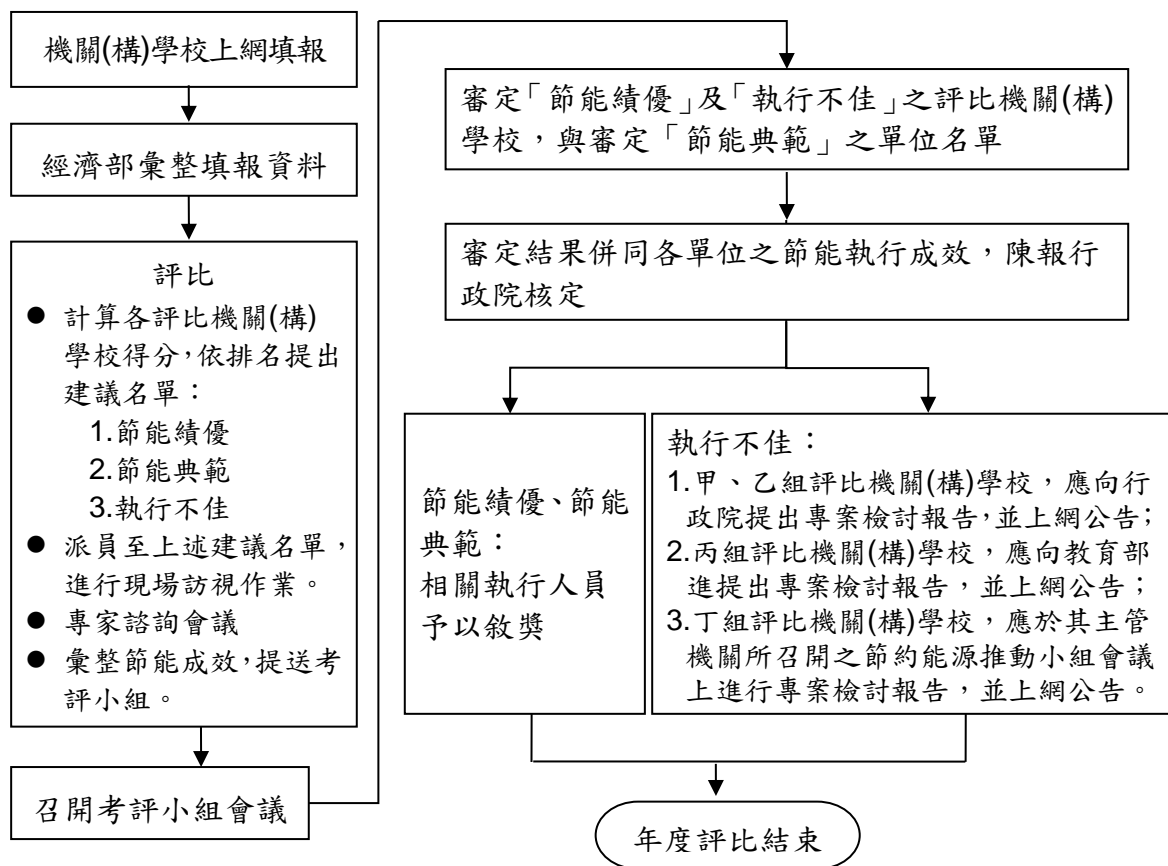 機關(構)學校上網填報
經濟部彙整填報資料
評比
● 計算各評比機關(構)
學校得分,依排名提出
建議名單：
1.節能績優
2.節能典範
3.執行不佳
● 派員至上述建議名單，
進行現場訪視作業。
● 專家諮詢會議
● 彙整節能成效,提送考
評小組。
召開考評小組會議
審定「節能績優」及「執行不佳」之評比機關(構)
學校，與審定「節能典範」之單位名單
審定結果併同各單位之節能執行成效，陳報行
政院核定
節能績優、節能
典範：
相關執行人員
予以敘獎
執行不佳：
1.甲、乙組評比機關(構)學校，應向行
政院提出專案檢討報告,並上網公告;
2.丙組評比機關(構)學校，應向教育部
進提出專案檢討報告，並上網公告；
3.丁組評比機關(構)學校，應於其主管
機關所召開之節約能源推動小組會議
上進行專案檢討報告，並上網公告。
年度評比結束